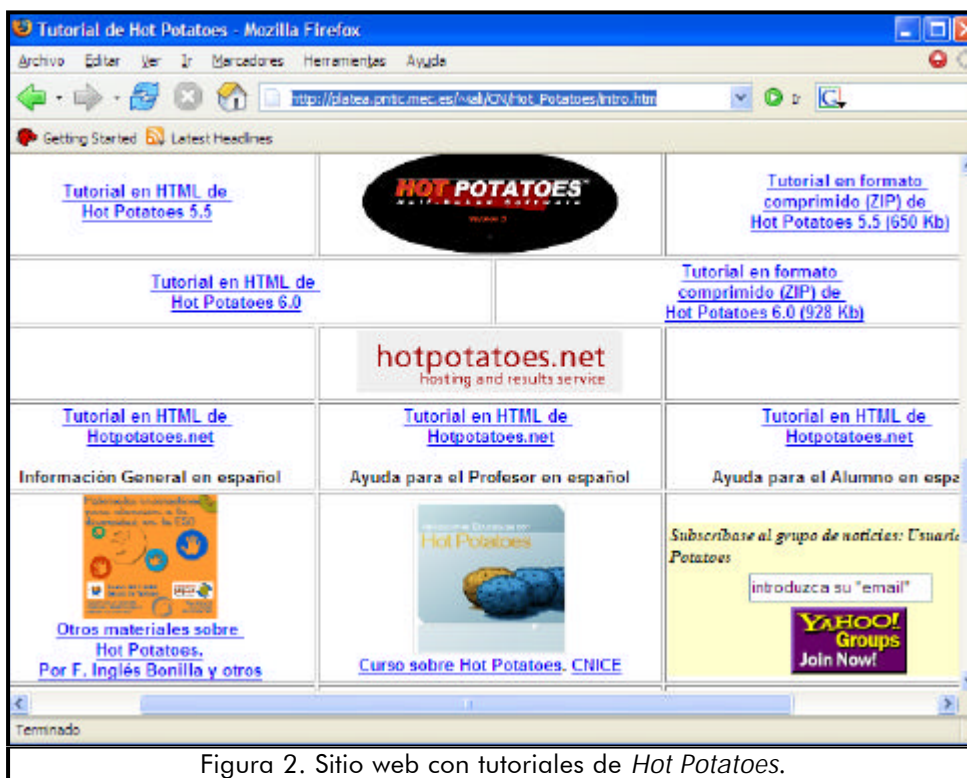 Tutorial de Hot Potatoes - Mozilla Firefox
Archivo Editar Ver Ir Marcadores Herramientas Ayuda
http://platea.pntic.mec.es/~iali/CN/Hot_Potatoes/intro.htm
Ir
Getting Started Latest Headlines
Tutorial en HTML de
Hot Potatoes 5.5
HOT POTATOES
Tutorial en formato
comprimido (ZIP) de
Hot Potatoes 5.5 (650 Kb)
Tutorial en HTML de
Hot Potatoes 6.0
Tutorial en formato
comprimido (ZIP) de
Hot Potatoes 6.0 (928 Kb)
hotpotatoes.net
hosting and results service
Tutorial en HTML de
Hotpotatoes.net
Información General en español
Tutorial en HTML de
Hotpotatoes.net
Ayuda para el Profesor en español
Tutorial en HTML de
Hotpotatoes.net
Ayuda para el Alumno en espa
Otros materiales sobre
Hot Potatoes.
Por F. Inglés Bonilla y otros
Hot Potatoes
Curso sobre Hot Potatoes. CNICE
Subscríbase al grupo de noticias: Usuario
Potatoes
introduzca su "email"
YAHOO!
Groups
Join Now!
Terminado
Figura 2. Sitio web con tutoriales de Hot Potatoes.